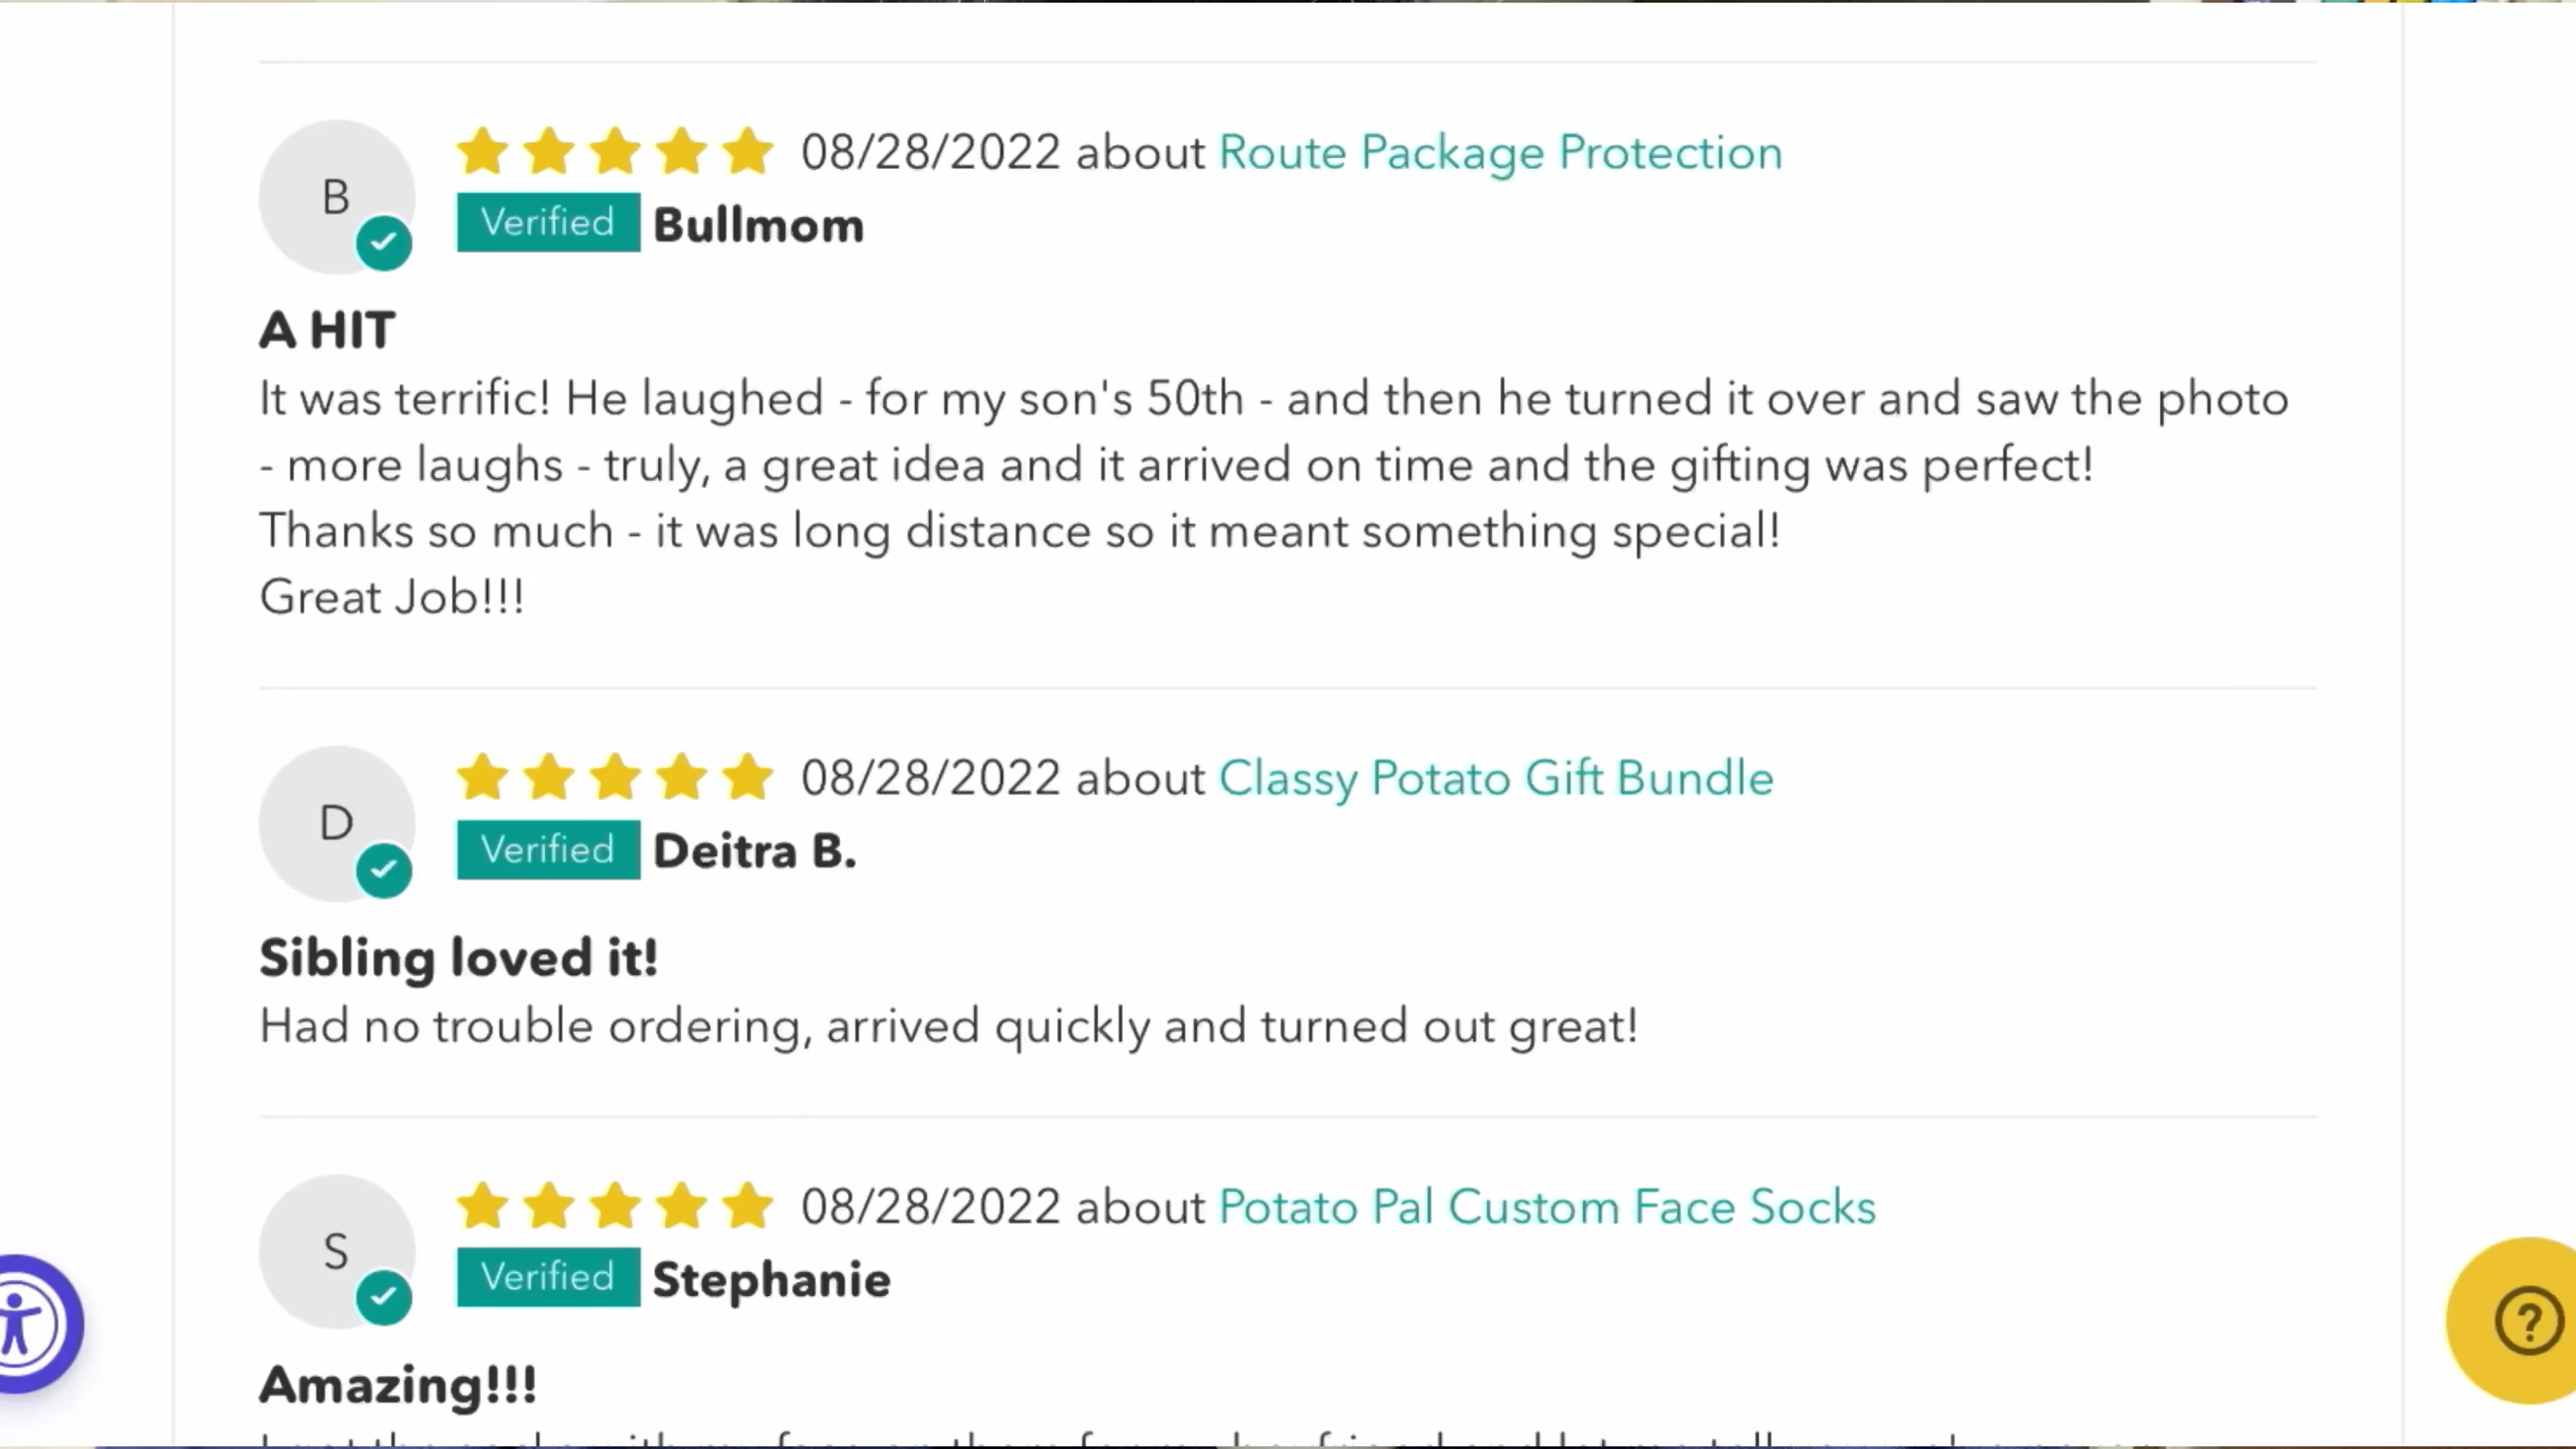 B
08/28/2022 about Route Package Protection
Verified Bullmom
A HIT
It was terrific! He laughed - for my son's 50th - and then he turned it over and saw the photo
- more laughs - truly, a great idea and it arrived on time and the gifting was perfect!
Thanks so much - it was long distance so it meant something special!
Great Job!!!
D
08/28/2022 about Classy Potato Gift Bundle
Verified Deitra B.
Sibling loved it!
Had no trouble ordering, arrived quickly and turned out great!
S
08/28/2022 about Potato Pal Custom Face Socks
Verified Stephanie
?
Amazing!!!